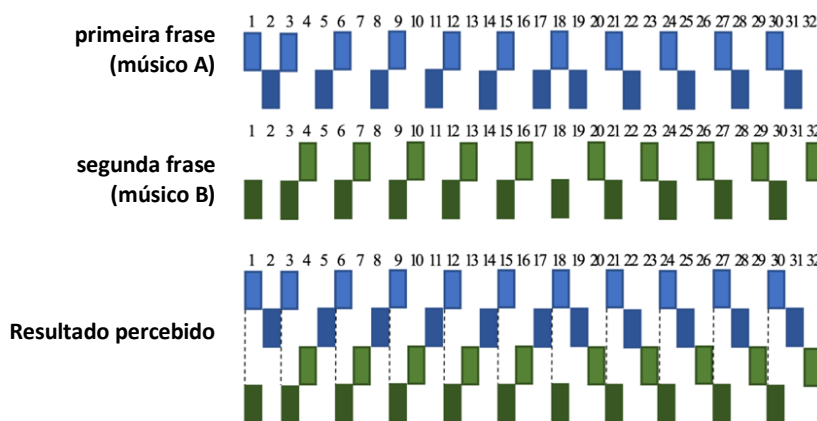 1 2 3 4 5 6 7 8 9 10 11 12 13 14 15 16 17 18 19 20 21 22 23 24 25 26 27 28 29 30 31 32
primeira frase
(músico A)
1 2 3 4 5 6 7 8 9 10 11 12 13 14 15 16 17 18 19 20 21 22 23 24 25 26 27 28 29 30 31 32
segunda frase
(músico B)
1 2 3 4 5 6 7 8 9 10 11 12 13 14 15 16 17 18 19 20 21 22 23 24 25 26 27 28 29 30 31 32
Resultado percebido